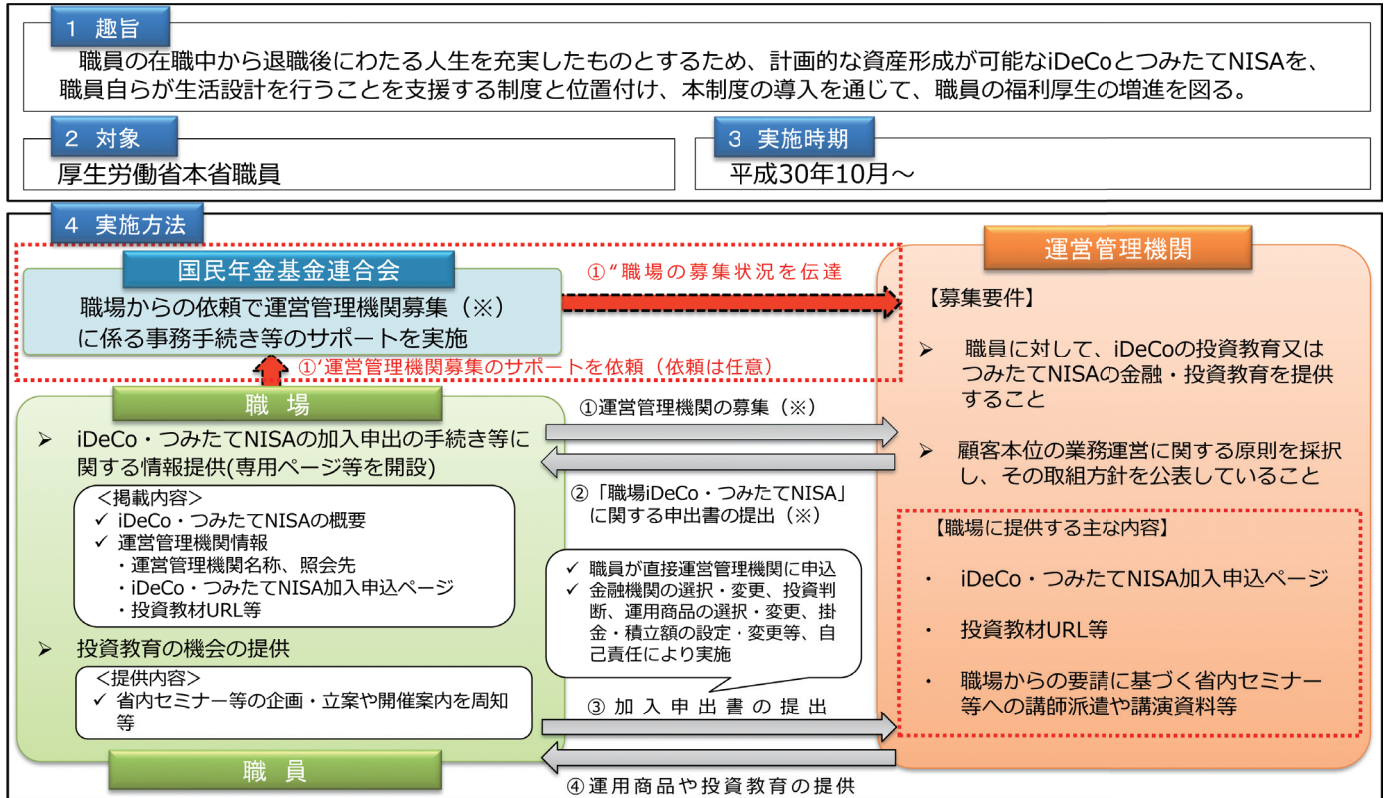 1 趣旨
職員の在職中から退職後にわたる人生を充実したものとするため、計画的な資産形成が可能なiDeCoとつみたてNISAを、
職員自らが生活設計を行うことを支援する制度と位置付け、本制度の導入を通じて、職員の福利厚生の増進を図る。
2 対象
厚生労働省本省職員
3 実施時期
平成30年10月～
4 実施方法
国民年金基金連合会
職場からの依頼で運営管理機関募集（※）
に係る事務手続き等のサポートを実施
①“職場の募集状況を伝達
①‘運営管理機関募集のサポートを依頼（依頼は任意）
職 場
➢ iDeCo・つみたてNISAの加入申出の手続き等に
関する情報提供(専用ページ等を開設)
＜掲載内容＞
✓ iDeCo・つみたてNISAの概要
✓ 運営管理機関情報
・運営管理機関名称、照会先
・iDeCo・つみたてNISA加入申込ページ
・投資教材URL等
➢ 投資教育の機会の提供
＜提供内容＞
✓ 省内セミナー等の企画・立案や開催案内を周知
等
職 員
①運営管理機関の募集（※）
②「職場iDeCo・つみたてNISA」
に関する申出書の提出（※）
✓ 職員が直接運営管理機関に申込
✓ 金融機関の選択・変更、投資判
断、運用商品の選択・変更、掛
金・積立額の設定・変更等、自
己責任により実施
③加入申出書の提出
④運用商品や投資教育の提供
運営管理機関
【募集要件】
➢ 職員に対して、iDeCoの投資教育又は
つみたてNISAの金融・投資教育を提供
すること
➢ 顧客本位の業務運営に関する原則を採択
し、その取組方針を公表していること
【職場に提供する主な内容】
・ iDeCo・つみたてNISA加入申込ページ
・ 投資教材URL等
・ 職場からの要請に基づく省内セミナー
等への講師派遣や講演資料等